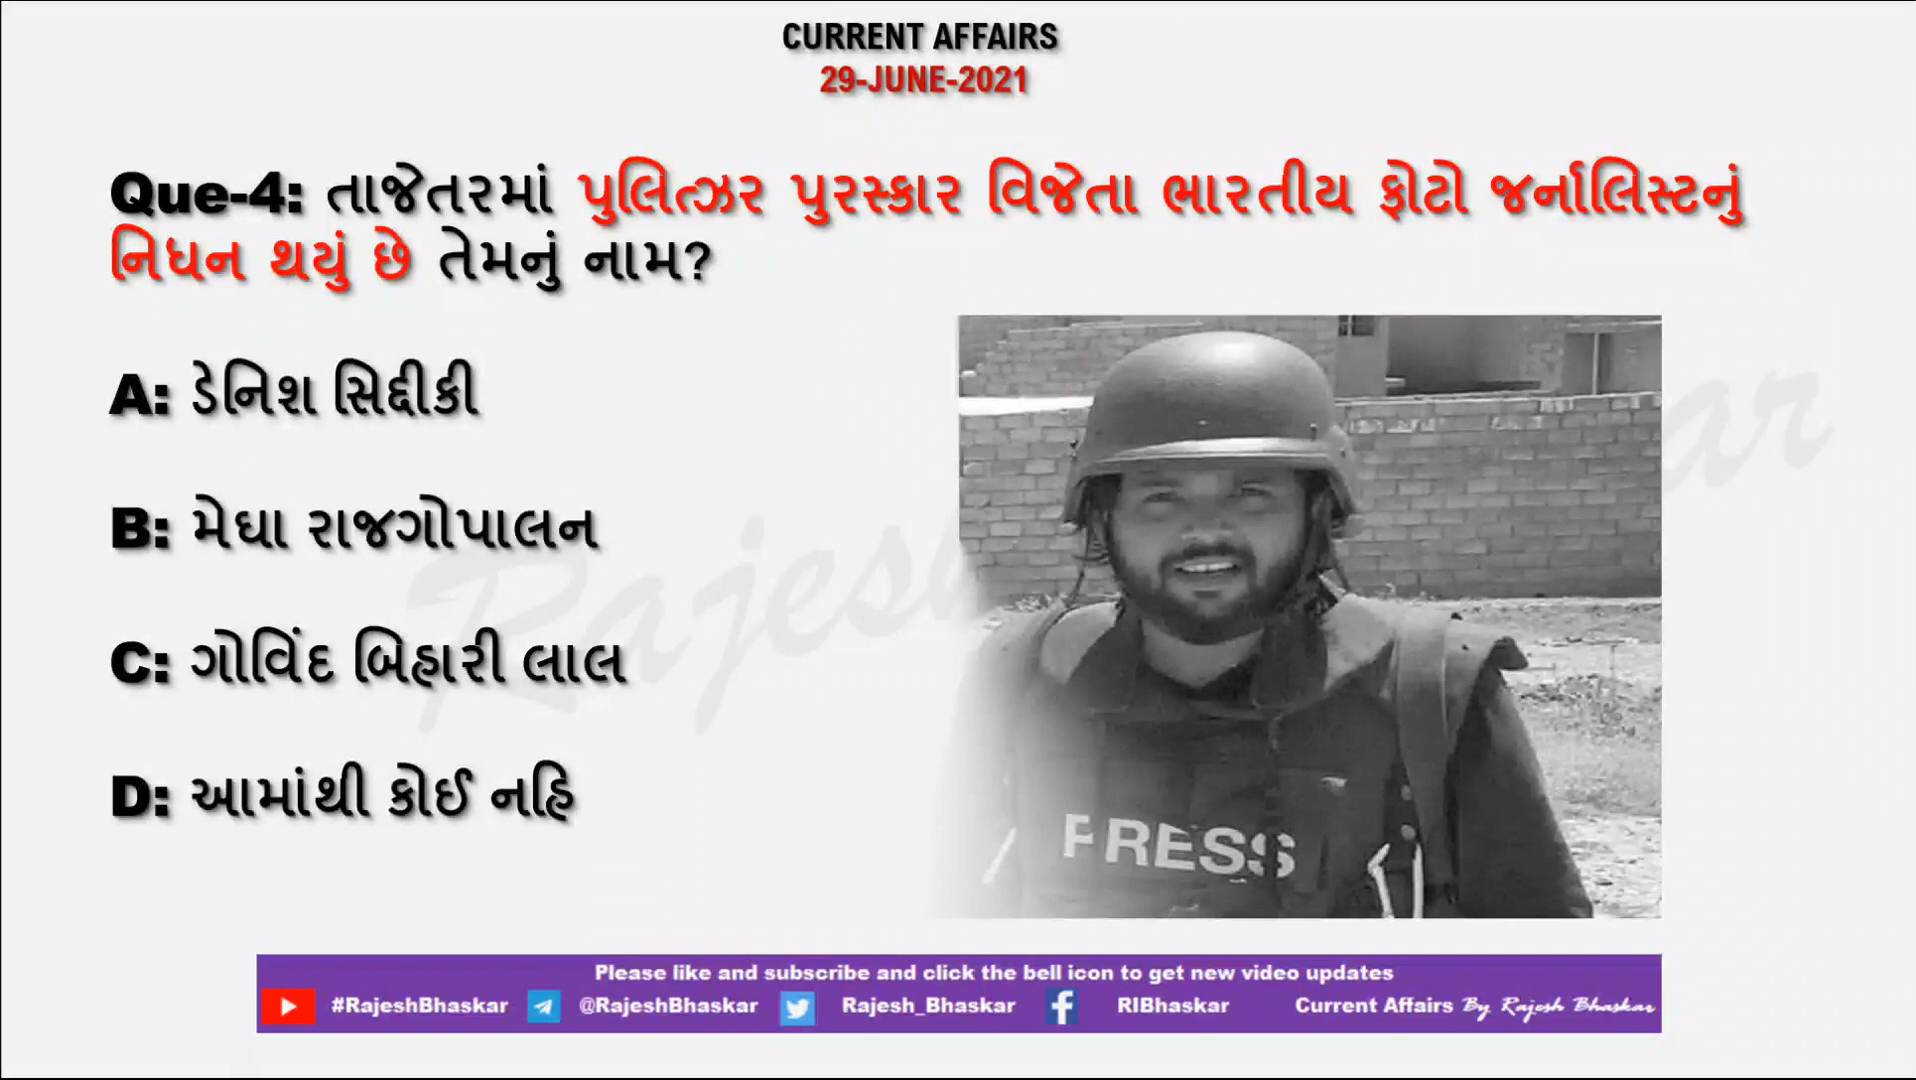 CURRENT AFFAIRS
29-JUNE-2021
Que-4: તાજેતરમાં પુલિત્ઝર પુરસ્કાર વિજેતા ભારતીય ફોટો જર્નાલિસ્ટનું
નિધન થયું છે તેમનું નામ?
A: ડેનિશ સિદ્દીકી
B: મેઘા રાજગોપાલન
C: ગોવિંદ બિહારી લાલ
D: આમાંથી કોઈ નહિ
PRESS
Please like and subscribe and click the bell icon to get new video updates
#RajeshBhaskar @RajeshBhaskar Rajesh_Bhaskar RIBhaskar Current Affairs By Rajesh Bhaskar